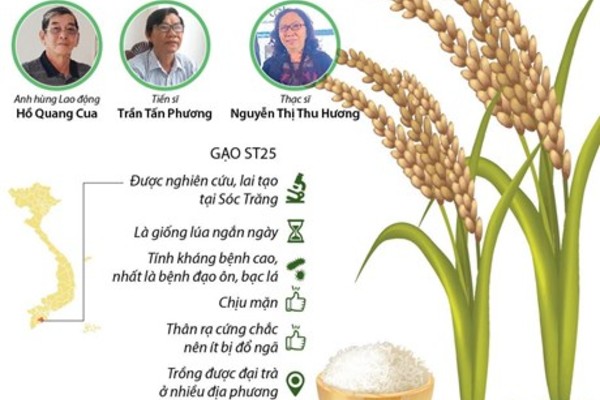 Anh hùng Lao động
Hồ Quang Cua
Tiến sĩ
Trần Tấn Phương
Thạc sĩ
Nguyễn Thị Thu Hương
GẠO ST25
Được nghiên cứu, lai tạo
tại Sóc Trăng
Là giống lúa ngắn ngày
Tính kháng bệnh cao,
nhất là bệnh đạo ôn, bạc lá
Chịu mặn
Thân rạ cứng chắc
nên ít bị đổ ngã
Trồng được đại trà
ở nhiều địa phương